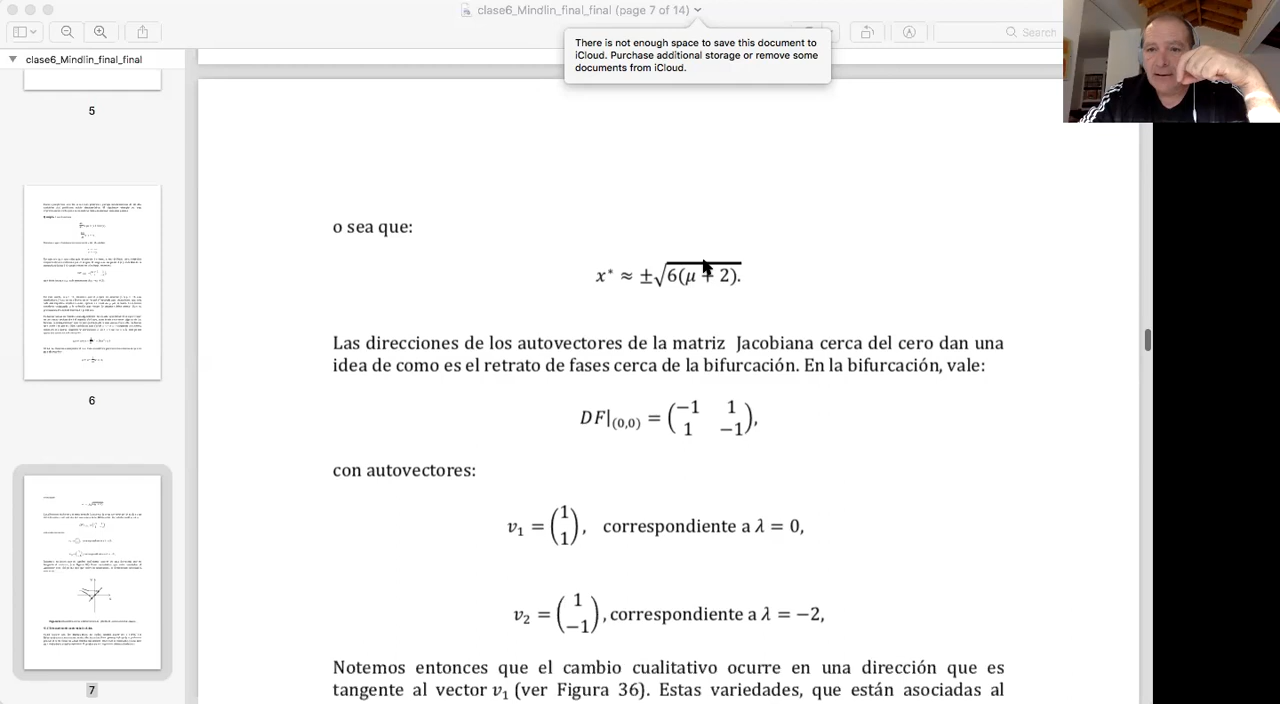 clase6_Mindlin_final_final (page 7 of 14)
Search
There is not enough space to save this document to
iCloud. Purchase additional storage or remove some
documents from iCloud.
clase6_Mindlin_final_final
5
6
7
o sea que:
x* ≈ ±√6(μ + 2).
Las direcciones de los autovectores de la matriz Jacobiana cerca del cero dan una
idea de como es el retrato de fases cerca de la bifurcación. En la bifurcación, vale:
DF|(0,0) = (−1 1
1 −1),
con autovectores:
v₁ = (1
1), correspondiente a λ = 0,
v₂ = (1
−1), correspondiente a λ = −2,
Notemos entonces que el cambio cualitativo ocurre en una dirección que es
tangente al vector v₁ (ver Figura 36). Estas variedades, que están asociadas al